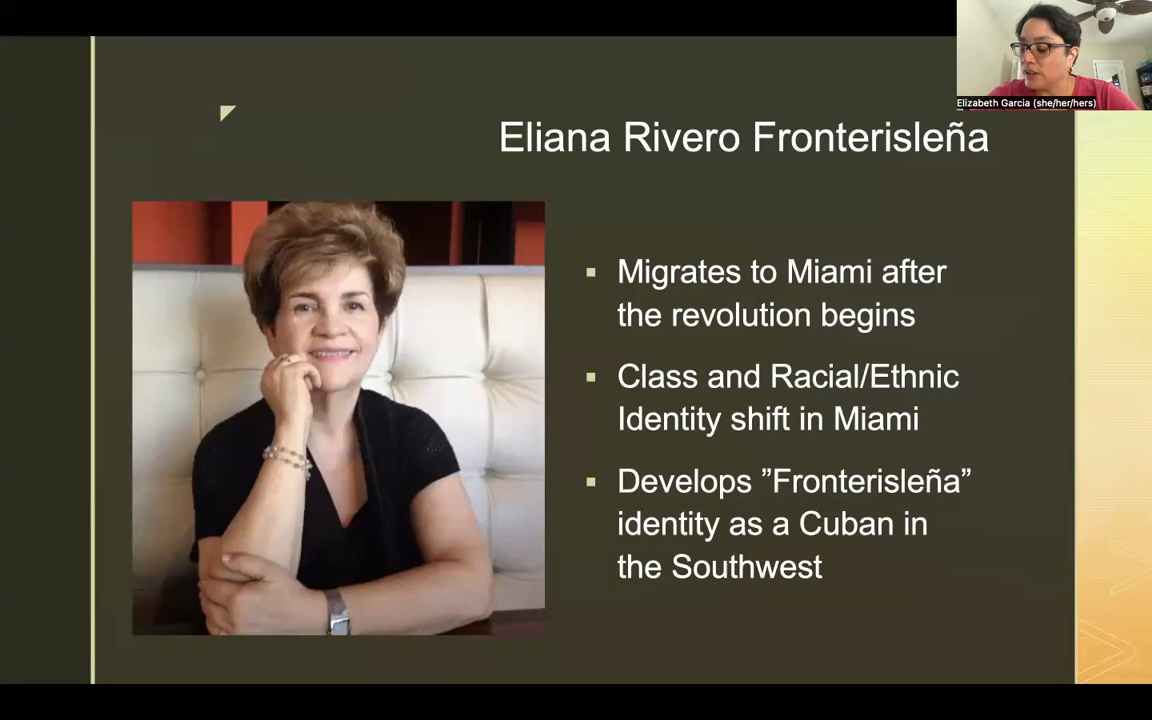 Elizabeth Garcia (she/her/hers)
Eliana Rivero Fronterisleña
Migrates to Miami after
the revolution begins
Class and Racial/Ethnic
Identity shift in Miami
Develops ”Fronterisleña”
identity as a Cuban in
the Southwest